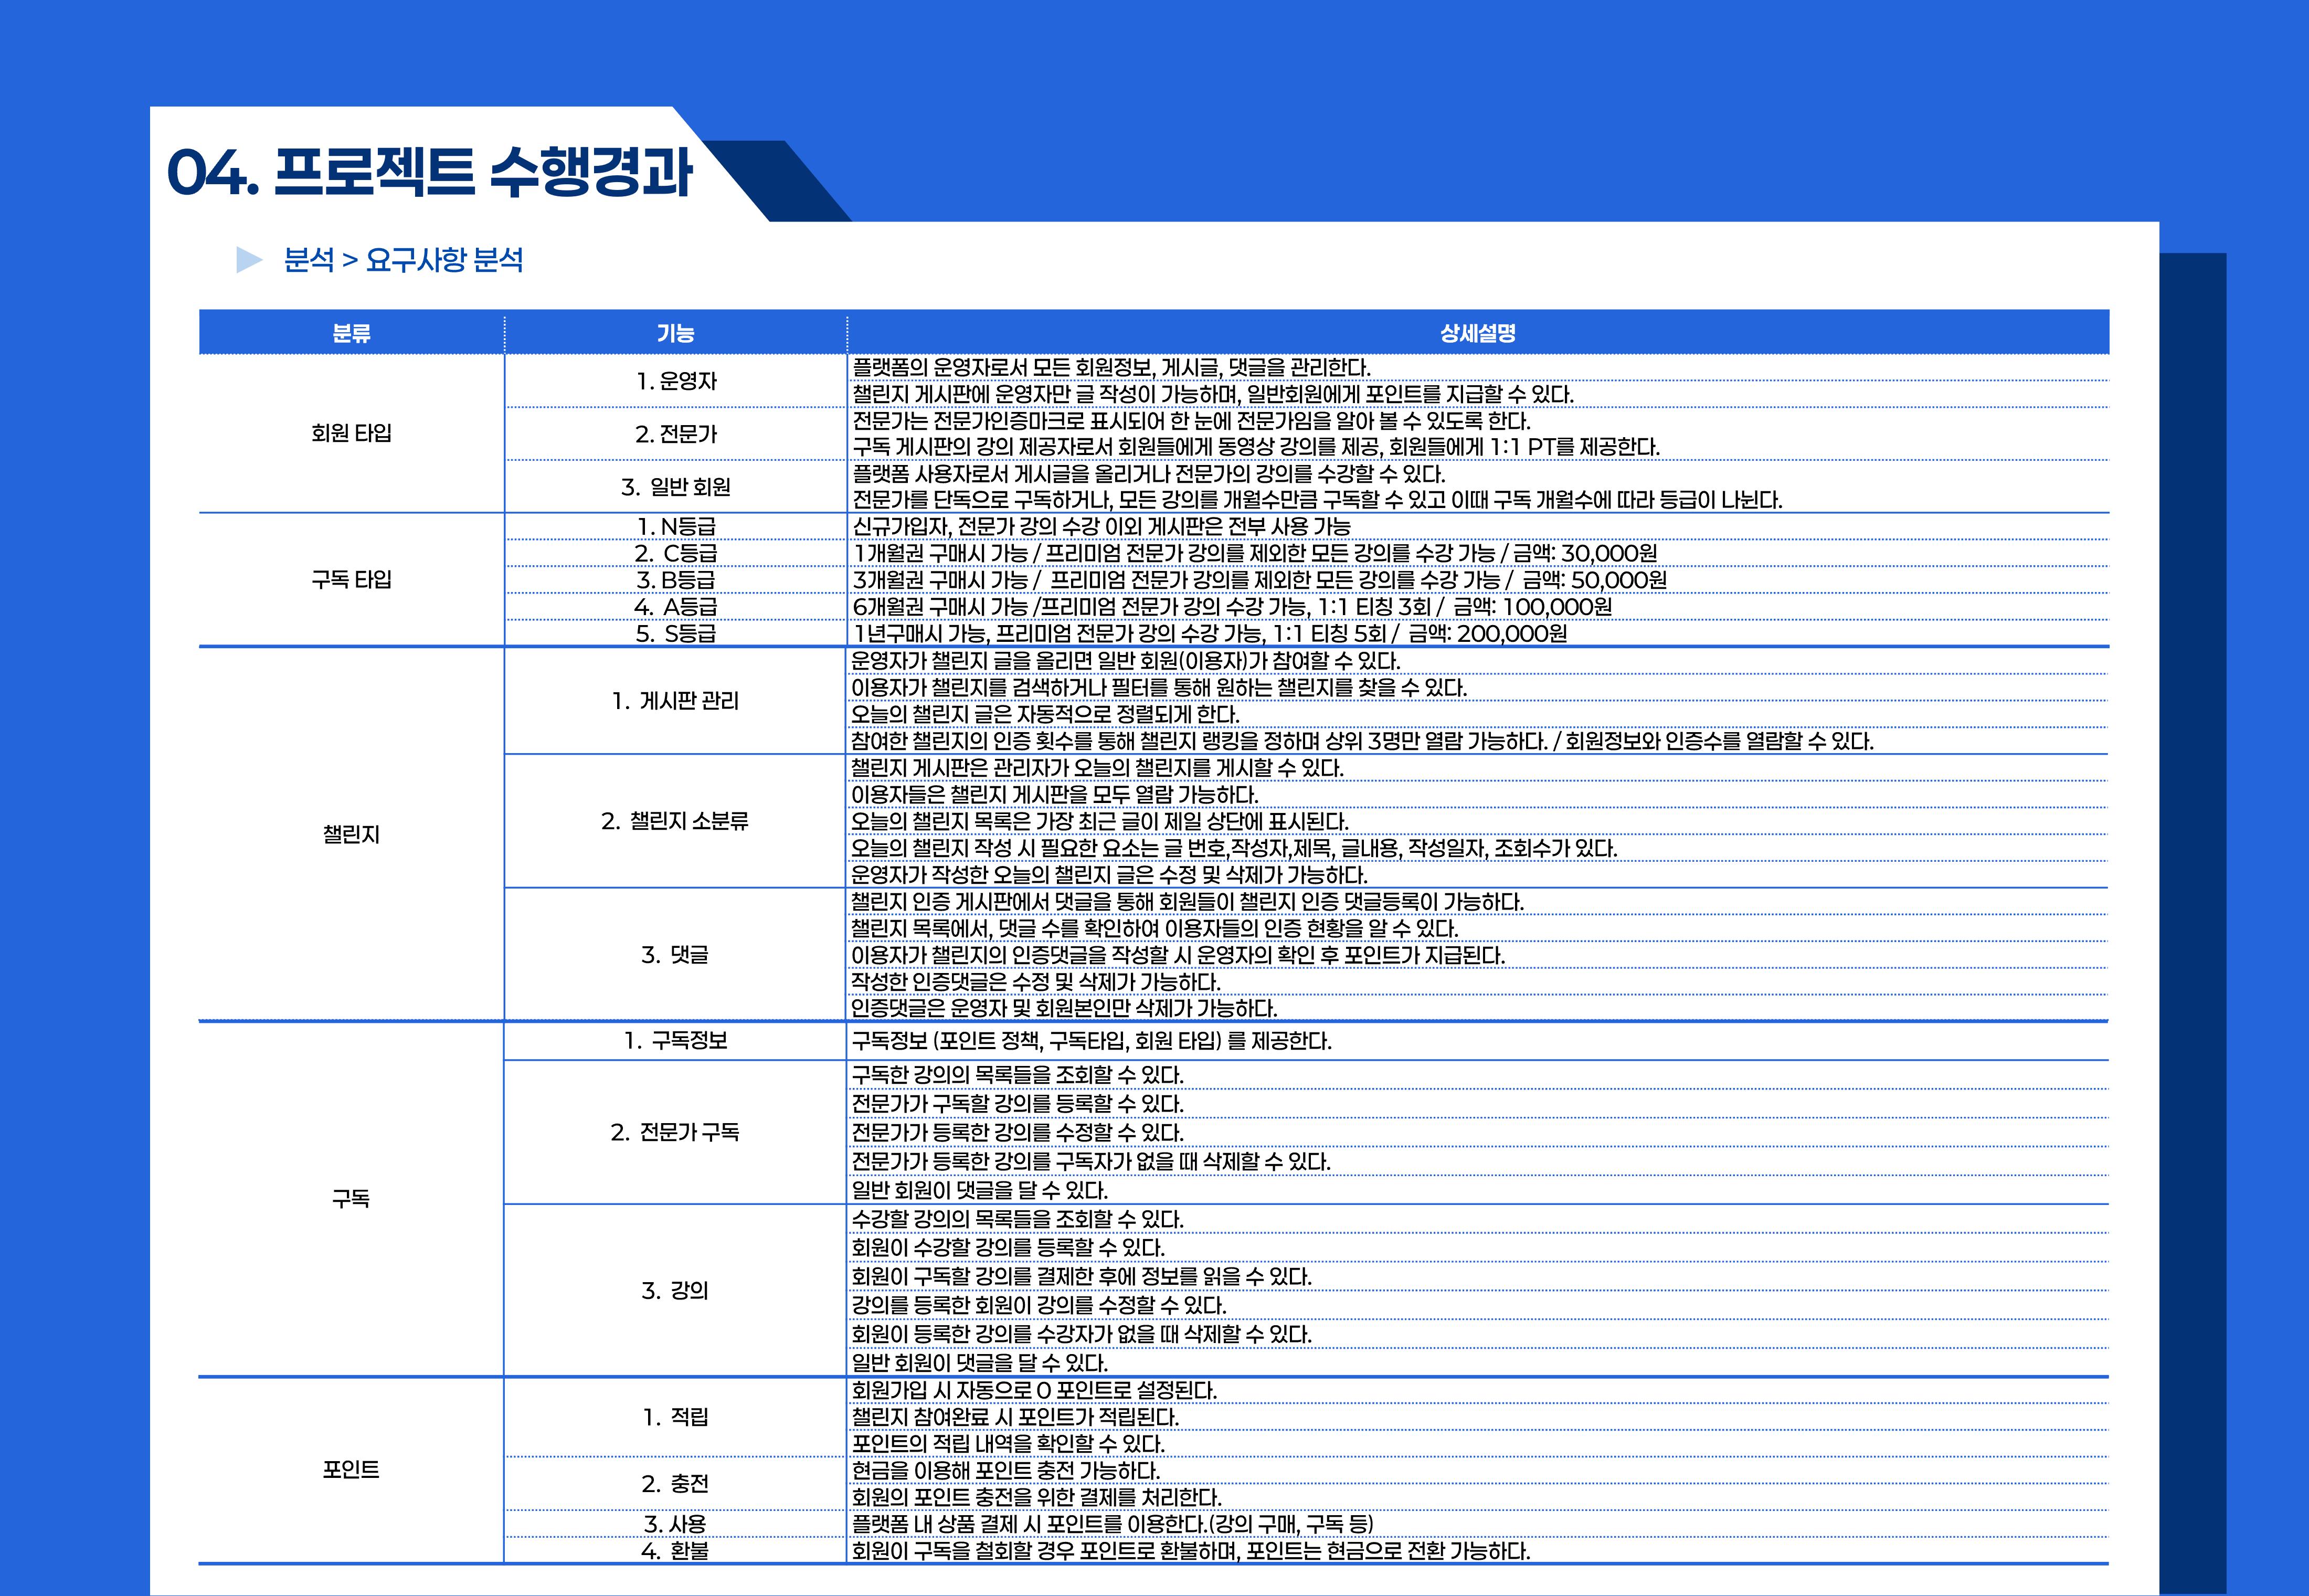 04. 프로젝트 수행경과
분석 > 요구사항 분석
분류 기능 상세설명
회원 타입
1. 운영자
플랫폼의 운영자로서 모든 회원정보, 게시글, 댓글을 관리한다.
챌린지 게시판에 운영자만 글 작성이 가능하며, 일반회원에게 포인트를 지급할 수 있다.
2. 전문가
전문가는 전문가인증마크로 표시되어 한 눈에 전문가임을 알아 볼 수 있도록 한다.
구독 게시판의 강의 제공자로서 회원들에게 동영상 강의를 제공, 회원들에게 1:1 PT를 제공한다.
3. 일반 회원
플랫폼 사용자로서 게시글을 올리거나 전문가의 강의를 수강할 수 있다.
전문가를 단독으로 구독하거나, 모든 강의를 개월수만큼 구독할 수 있고 이때 구독 개월수에 따라 등급이 나뉜다.
구독 타입
1. N등급 신규가입자, 전문가 강의 수강 이외 게시판은 전부 사용 가능
2. C등급 1개월권 구매시 가능 / 프리미엄 전문가 강의를 제외한 모든 강의를 수강 가능 / 금액: 30,000원
3. B등급 3개월권 구매시 가능 / 프리미엄 전문가 강의를 제외한 모든 강의를 수강 가능 / 금액: 50,000원
4. A등급 6개월권 구매시 가능 /프리미엄 전문가 강의 수강 가능, 1:1 티칭 3회 / 금액: 100,000원
5. S등급 1년구매시 가능, 프리미엄 전문가 강의 수강 가능, 1:1 티칭 5회 / 금액: 200,000원
챌린지
1. 게시판 관리
운영자가 챌린지 글을 올리면 일반 회원(이용자)가 참여할 수 있다.
이용자가 챌린지를 검색하거나 필터를 통해 원하는 챌린지를 찾을 수 있다.
오늘의 챌린지 글은 자동적으로 정렬되게 한다.
참여한 챌린지의 인증 횟수를 통해 챌린지 랭킹을 정하며 상위 3명만 열람 가능하다. / 회원정보와 인증수를 열람할 수 있다.
2. 챌린지 소분류
챌린지 게시판은 관리자가 오늘의 챌린지를 게시할 수 있다.
이용자들은 챌린지 게시판을 모두 열람 가능하다.
오늘의 챌린지 목록은 가장 최근 글이 제일 상단에 표시된다.
오늘의 챌린지 작성 시 필요한 요소는 글 번호,작성자,제목, 글내용, 작성일자, 조회수가 있다.
운영자가 작성한 오늘의 챌린지 글은 수정 및 삭제가 가능하다.
3. 댓글
챌린지 인증 게시판에서 댓글을 통해 회원들이 챌린지 인증 댓글등록이 가능하다.
챌린지 목록에서, 댓글 수를 확인하여 이용자들의 인증 현황을 알 수 있다.
이용자가 챌린지의 인증댓글을 작성할 시 운영자의 확인 후 포인트가 지급된다.
작성한 인증댓글은 수정 및 삭제가 가능하다.
인증댓글은 운영자 및 회원본인만 삭제가 가능하다.
구독
1. 구독정보 구독정보 (포인트 정책, 구독타입, 회원 타입) 를 제공한다.
2. 전문가 구독
구독한 강의의 목록들을 조회할 수 있다.
전문가가 구독할 강의를 등록할 수 있다.
전문가가 등록한 강의를 수정할 수 있다.
전문가가 등록한 강의를 구독자가 없을 때 삭제할 수 있다.
일반 회원이 댓글을 달 수 있다.
3. 강의
수강할 강의의 목록들을 조회할 수 있다.
회원이 수강할 강의를 등록할 수 있다.
회원이 구독할 강의를 결제한 후에 정보를 읽을 수 있다.
강의를 등록한 회원이 강의를 수정할 수 있다.
회원이 등록한 강의를 수강자가 없을 때 삭제할 수 있다.
일반 회원이 댓글을 달 수 있다.
포인트
1. 적립
회원가입 시 자동으로 0 포인트로 설정된다.
챌린지 참여완료 시 포인트가 적립된다.
포인트의 적립 내역을 확인할 수 있다.
2. 충전
현금을 이용해 포인트 충전 가능하다.
회원의 포인트 충전을 위한 결제를 처리한다.
3. 사용 플랫폼 내 상품 결제 시 포인트를 이용한다.(강의 구매, 구독 등)
4. 환불 회원이 구독을 철회할 경우 포인트로 환불하며, 포인트는 현금으로 전환 가능하다.